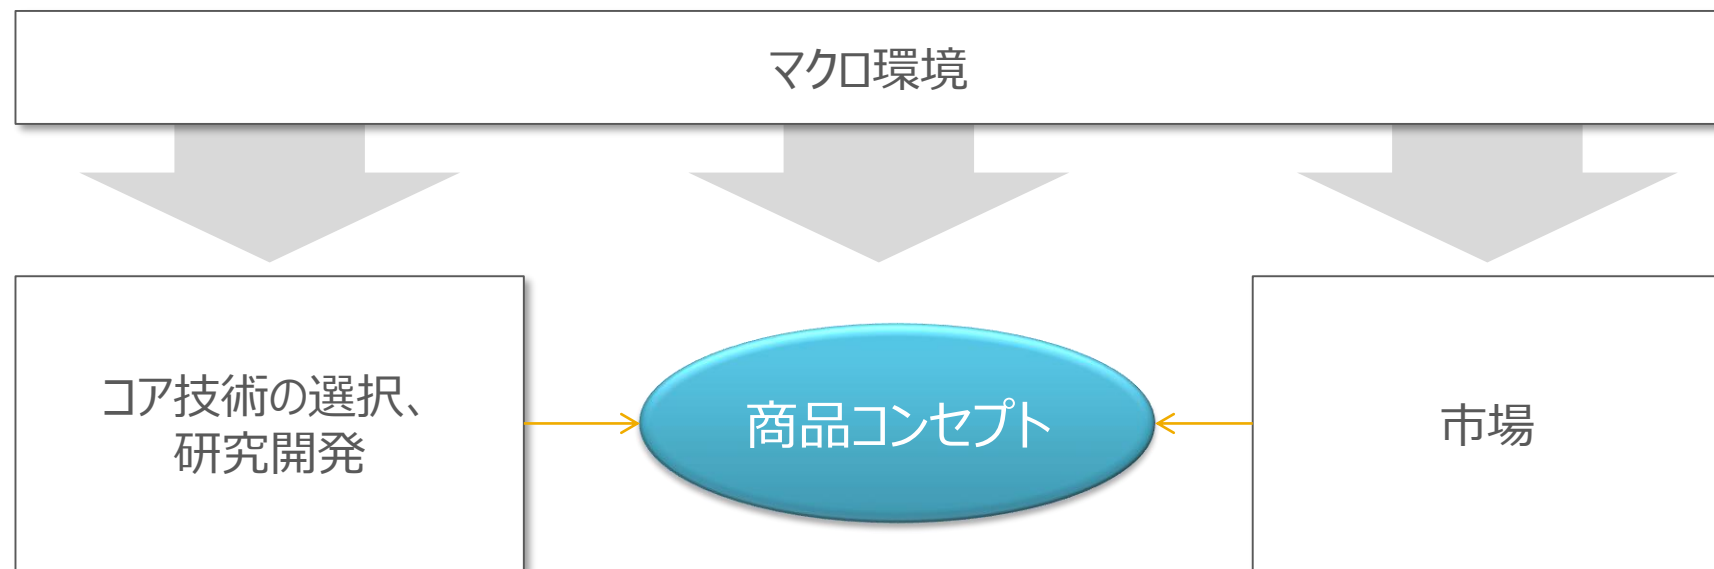 マクロ環境
コア技術の選択、
研究開発
商品コンセプト
市場